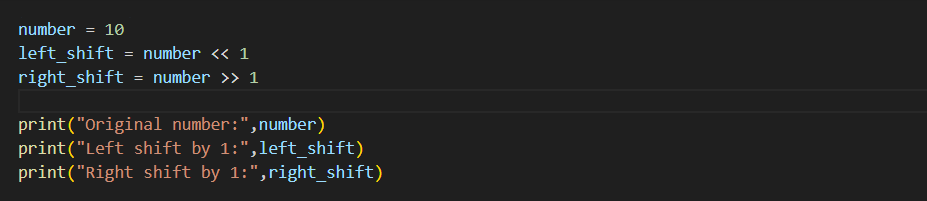 number = 10
left_shift = number << 1
right_shift = number >> 1
print("Original number:",number)
print("Left shift by 1:",left_shift)
print("Right shift by 1:",right_shift)